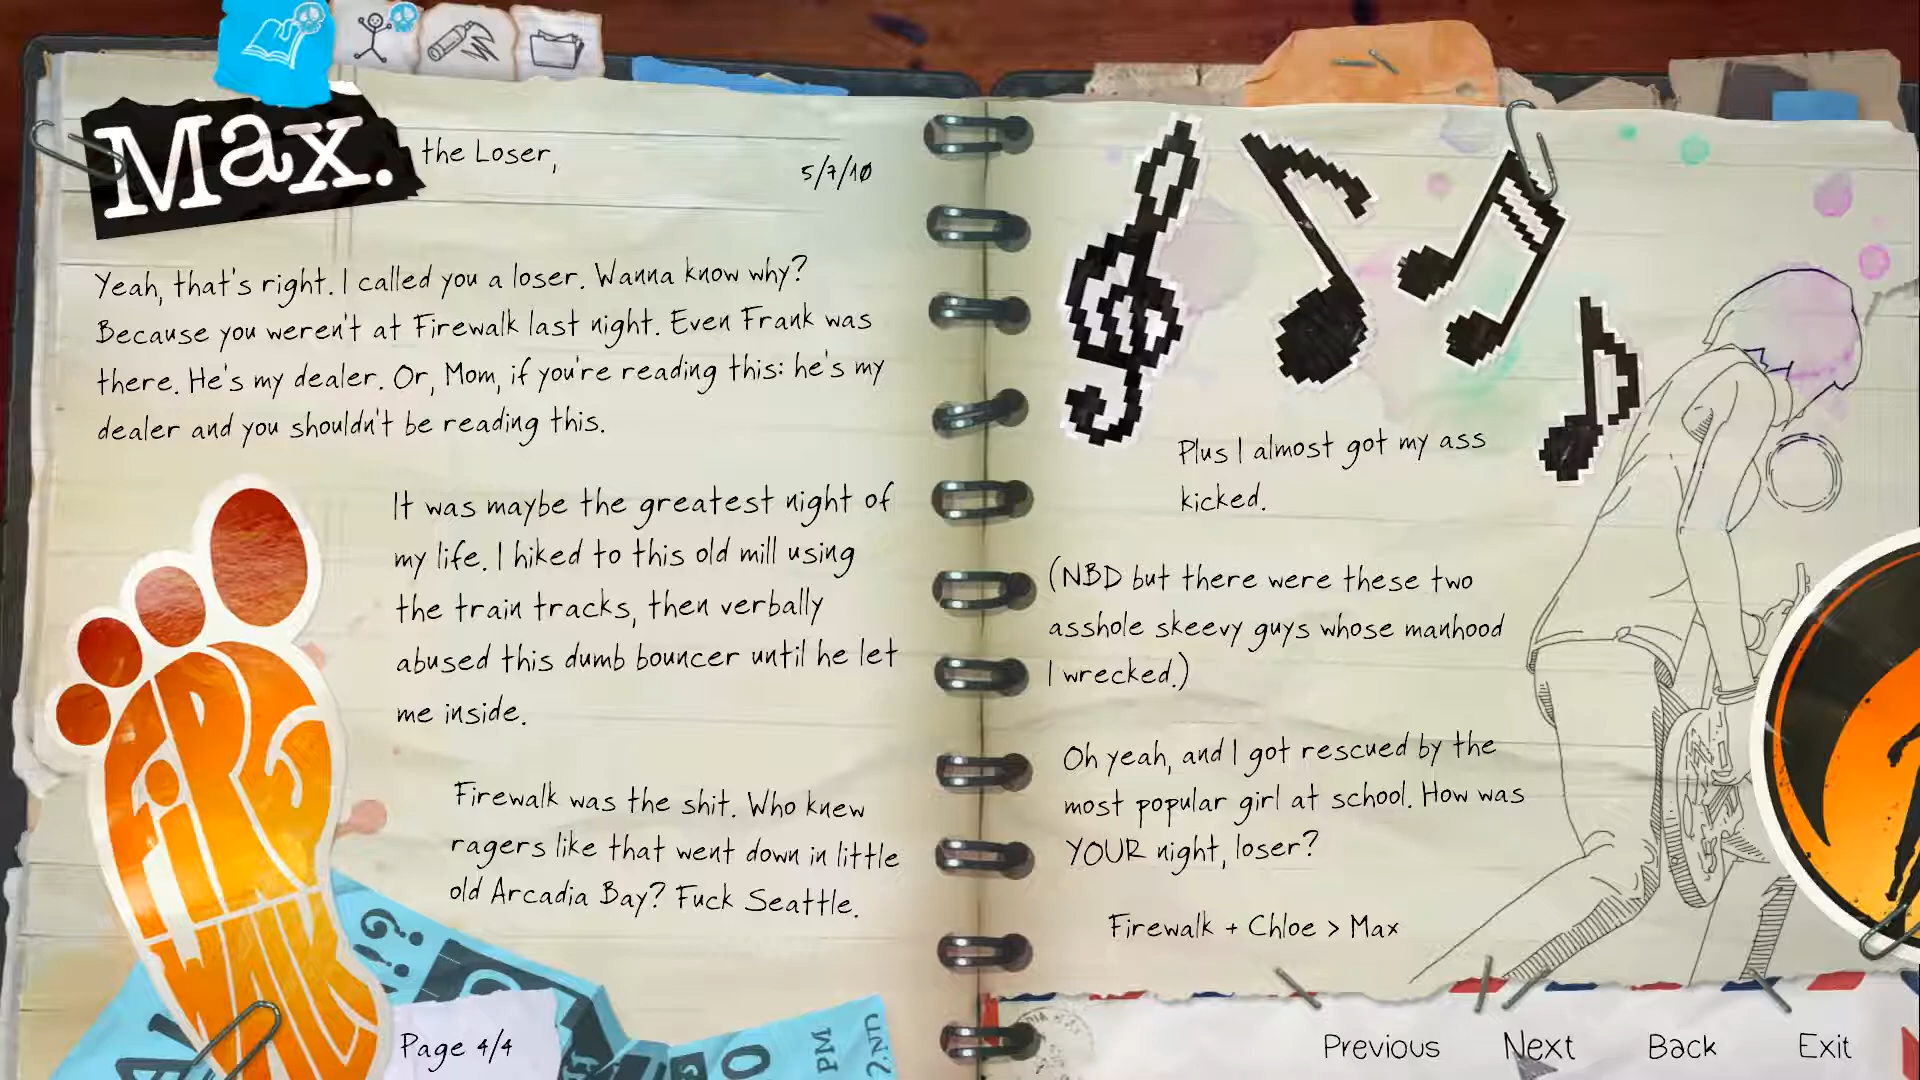 Max.
the Loser,
5/7/10
Yeah, that's right. I called you a loser. Wanna know why?
Because you weren't at Firewalk last night. Even Frank was
there. He's my dealer. Or, Mom, if you're reading this: he's my
dealer and you shouldn't be reading this.
It was maybe the greatest night of
my life. I hiked to this old mill using
the train tracks, then verbally
abused this dumb bouncer until he let
me inside.
Firewalk was the shit. Who knew
ragers like that went down in little
old Arcadia Bay? Fuck Seattle.
FIRE
WALK
PM
Page 4/4
Plus I almost got my ass
kicked.
(NBD but there were these two
asshole skeevy guys whose manhood
I wrecked.)
Oh yeah, and I got rescued by the
most popular girl at school. How was
YOUR night, loser?
Firewalk + Chloe > Max
Previous
Next
Back
Exit